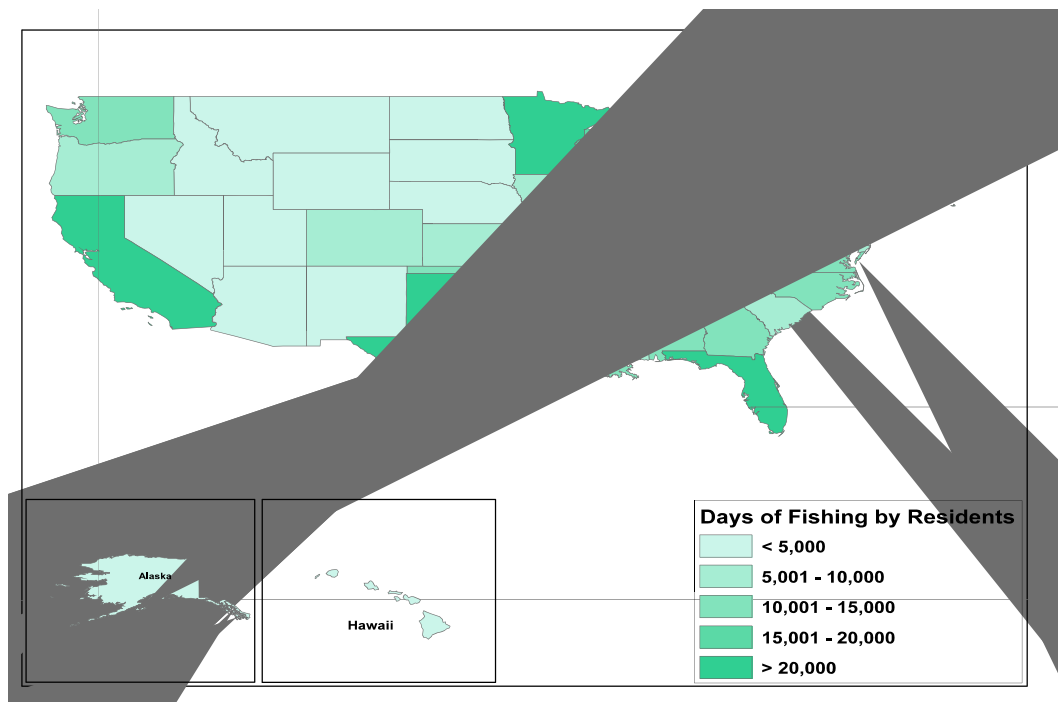 Days of Fishing by Residents
< 5,000
5,001 - 10,000
10,001 - 15,000
15,001 - 20,000
> 20,000
Alaska
Hawaii